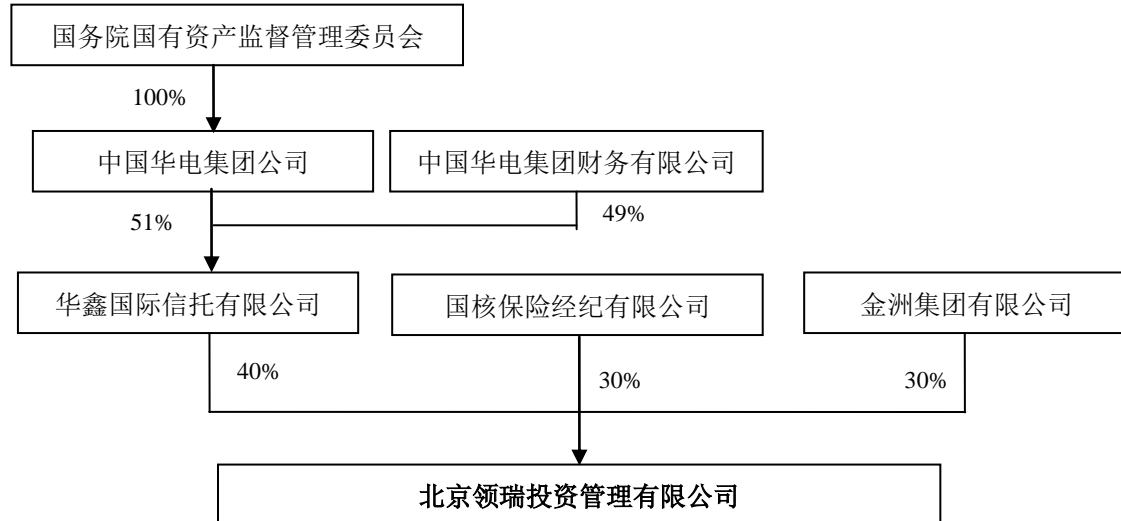 国务院国有资产监督管理委员会
100%
中国华电集团公司
中国华电集团财务有限公司
51%
49%
华鑫国际信托有限公司
国核保险经纪有限公司
金洲集团有限公司
40%
30%
30%
北京领瑞投资管理有限公司